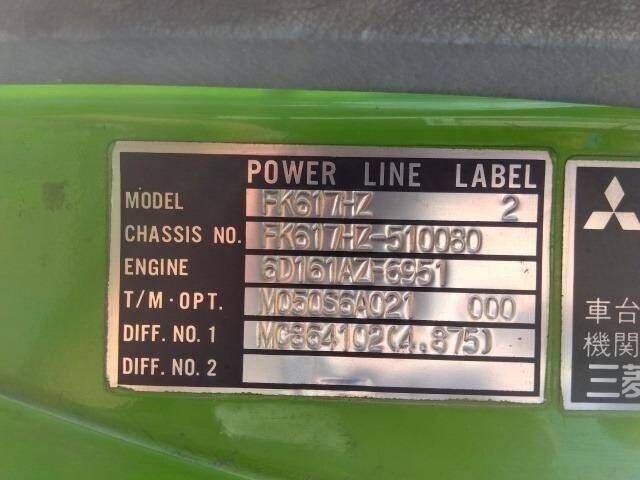 POWER LINE LABEL
MODEL FK617HZ 2
CHASSIS NO. FK617HZ-510080
ENGINE 6D161AZF6951
T/M·OPT. M050S6A021 000
DIFF. NO. 1 MC864102(4.875)
DIFF. NO. 2 —
車台
機関
三菱